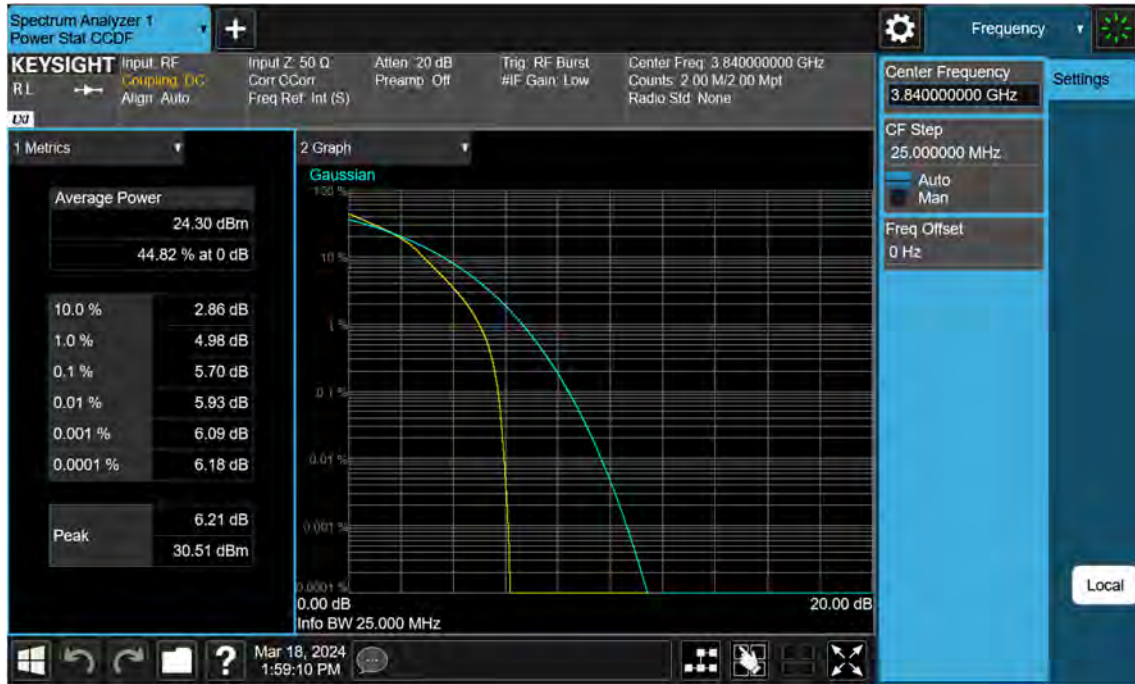 Spectrum Analyzer 1
Power Stat CCDF
+
Frequency
KEYSIGHT
RL
LXI
Input: RF
Coupling: DC
Align: Auto
Input Z: 50 Ω
Corr CCorr
Freq Ref: Int (S)
Atten: 20 dB
Preamp: Off
Trig: RF Burst
#IF Gain: Low
Center Freq: 3.840000000 GHz
Counts: 2.00 M/2.00 Mpt
Radio Std: None
Center Frequency
3.840000000 GHz
Settings
CF Step
25.000000 MHz
Auto
Man
Freq Offset
0 Hz
1 Metrics
Average Power
24.30 dBm
44.82 % at 0 dB
10.0 % 2.86 dB
1.0 % 4.98 dB
0.1 % 5.70 dB
0.01 % 5.93 dB
0.001 % 6.09 dB
0.0001 % 6.18 dB
Peak
6.21 dB
30.51 dBm
2 Graph
Gaussian
100 %
10 %
1 %
0.1 %
0.01 %
0.001 %
0.0001 %
0.00 dB 20.00 dB
Info BW 25.000 MHz
Local
?
Mar 18, 2024
1:59:10 PM